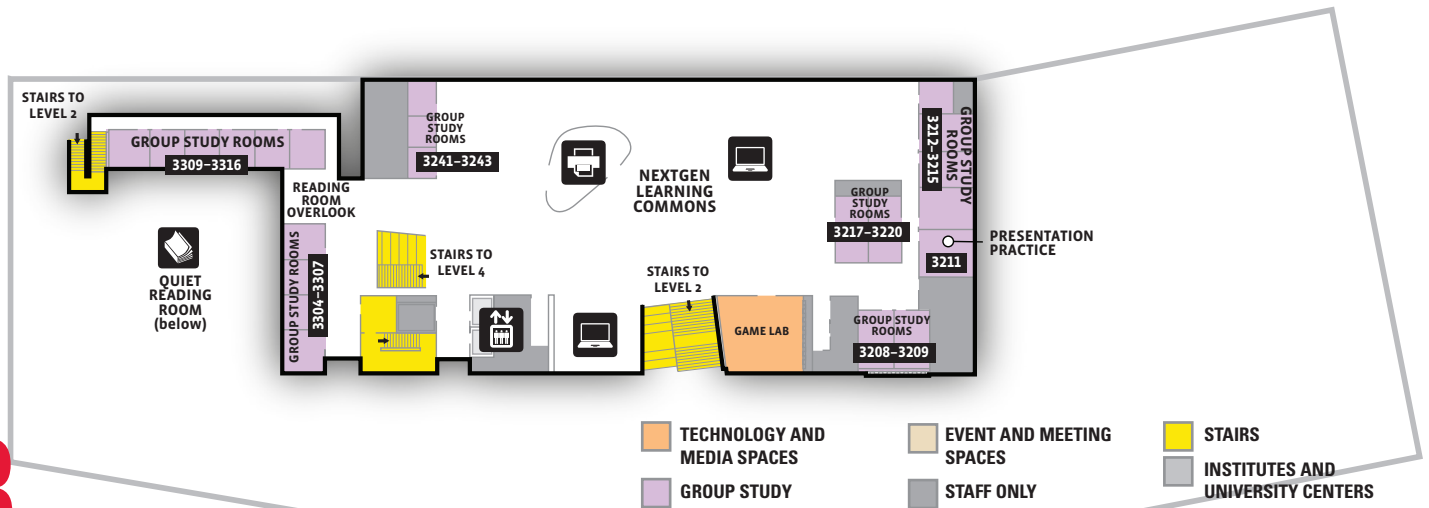 STAIRS TO
LEVEL 2
GROUP STUDY ROOMS
3309–3316
READING
ROOM
OVERLOOK
GROUP STUDY ROOMS
3304–3307
QUIET
READING
ROOM
(below)
GROUP
STUDY
ROOMS
3241–3243
STAIRS TO
LEVEL 4
NEXTGEN
LEARNING
COMMONS
STAIRS TO
LEVEL 2
GAME LAB
GROUP
STUDY
ROOMS
3217–3220
GROUP STUDY
ROOMS
3212–3215
3211
PRESENTATION
PRACTICE
GROUP STUDY
ROOMS
3208–3209
TECHNOLOGY AND
MEDIA SPACES
GROUP STUDY
EVENT AND MEETING
SPACES
STAFF ONLY
STAIRS
INSTITUTES AND
UNIVERSITY CENTERS